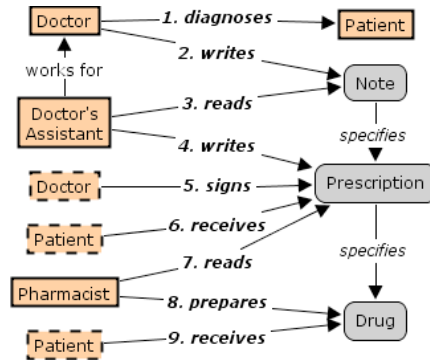 Doctor
1. diagnoses
Patient
2. writes
works for
Note
3. reads
Doctor's
Assistant
specifies
4. writes
Doctor
5. signs
Prescription
6. receives
Patient
7. reads
specifies
Pharmacist
8. prepares
Drug
9. receives
Patient